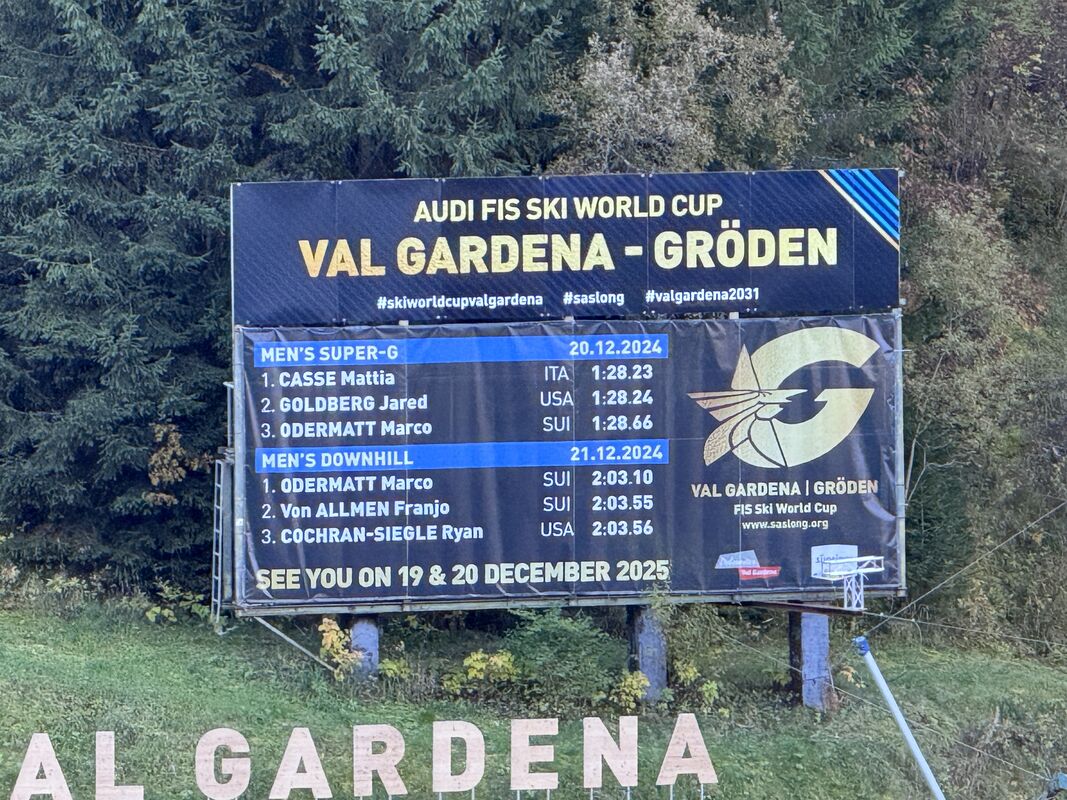 AUDI FIS SKI WORLD CUP
VAL GARDENA - GRÖDEN
#skiworldcupvalgardena #saslong #valgardena2031
MEN'S SUPER-G 20.12.2024
1. CASSE Mattia ITA 1:28.23
2. GOLDBERG Jared USA 1:28.24
3. ODERMATT Marco SUI 1:28.66
MEN'S DOWNHILL 21.12.2024
1. ODERMATT Marco SUI 2:03.10
2. Von ALLMEN Franjo SUI 2:03.55
3. COCHRAN-SIEGLE Ryan USA 2:03.56
SEE YOU ON 19 & 20 DECEMBER 2025
VAL GARDENA | GRÖDEN
FIS Ski World Cup
www.saslong.org
Val Gardena
AL GARDENA